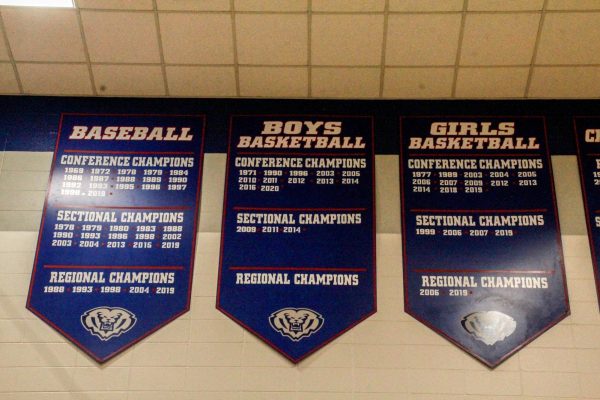 BASEBALL
CONFERENCE CHAMPIONS
1968 1972 1978 1979 1984
1986 1987 1988 1989 1990
1992 1993 1995 1996 1997
1998 2019
SECTIONAL CHAMPIONS
1978 1979 1980 1983 1988
1990 1993 1996 1998 2002
2003 2004 2013 2016 2019
REGIONAL CHAMPIONS
1988 1993 1998 2004 2019
BOYS
BASKETBALL
CONFERENCE CHAMPIONS
1971 1990 1996 2003 2005
2010 2011 2012 2013 2014
2016 2020
SECTIONAL CHAMPIONS
2009 2011 2014
REGIONAL CHAMPIONS
GIRLS
BASKETBALL
CONFERENCE CHAMPIONS
1977 1989 2003 2004 2005
2006 2007 2009 2012 2013
2014 2018 2019
SECTIONAL CHAMPIONS
1999 2006 2007 2019
REGIONAL CHAMPIONS
2006 2019